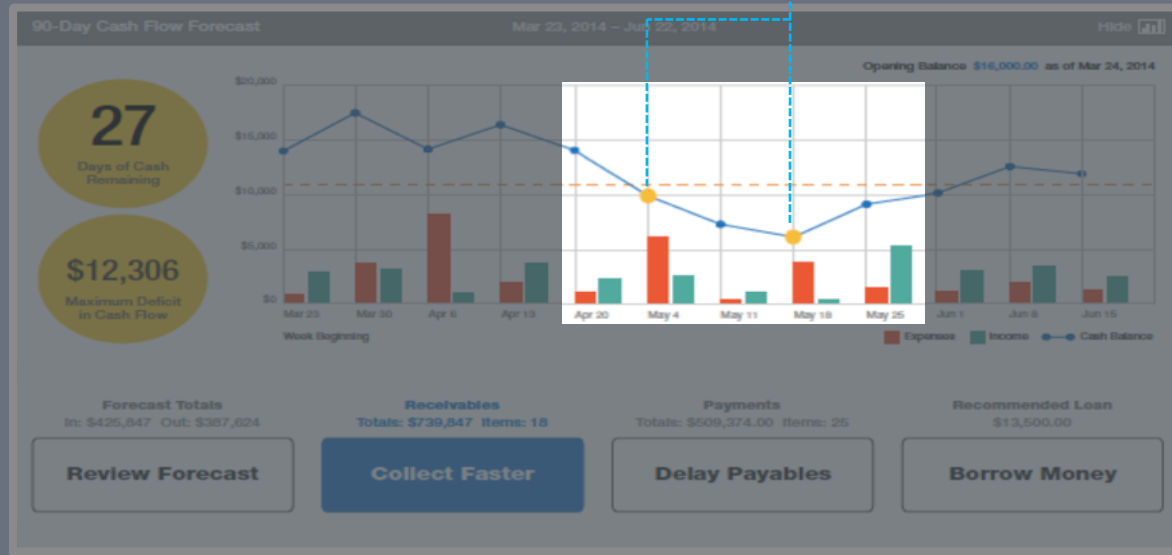 90-Day Cash Flow Forecast
Mar 23, 2014 – Jun 22, 2014
Hide
Opening Balance $16,000.00 as of Mar 24, 2014
27
Days of Cash
Remaining
$12,306
Maximum Deficit
in Cash Flow
$20,000
$15,000
$10,000
$5,000
$0
Mar 23 Mar 30 Apr 6 Apr 13 Apr 20 May 4 May 11 May 18 May 25 Jun 1 Jun 8 Jun 15
Week Beginning
Expenses Income Cash Balance
Forecast Totals
In: $425,847 Out: $387,624
Review Forecast
Receivables
Totals: $739,847 Items: 18
Collect Faster
Payments
Totals: $509,374.00 Items: 25
Delay Payables
Recommended Loan
$13,500.00
Borrow Money